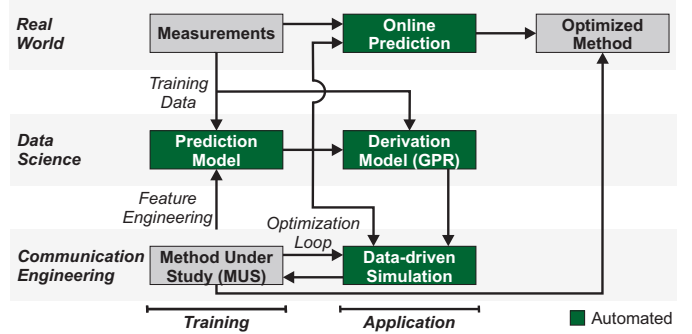 Real
World
Measurements
Online
Prediction
Optimized
Method
Training
Data
Data
Science
Prediction
Model
Derivation
Model (GPR)
Feature
Engineering
Optimization
Loop
Communication
Engineering
Method Under
Study (MUS)
Data-driven
Simulation
Training
Application
Automated